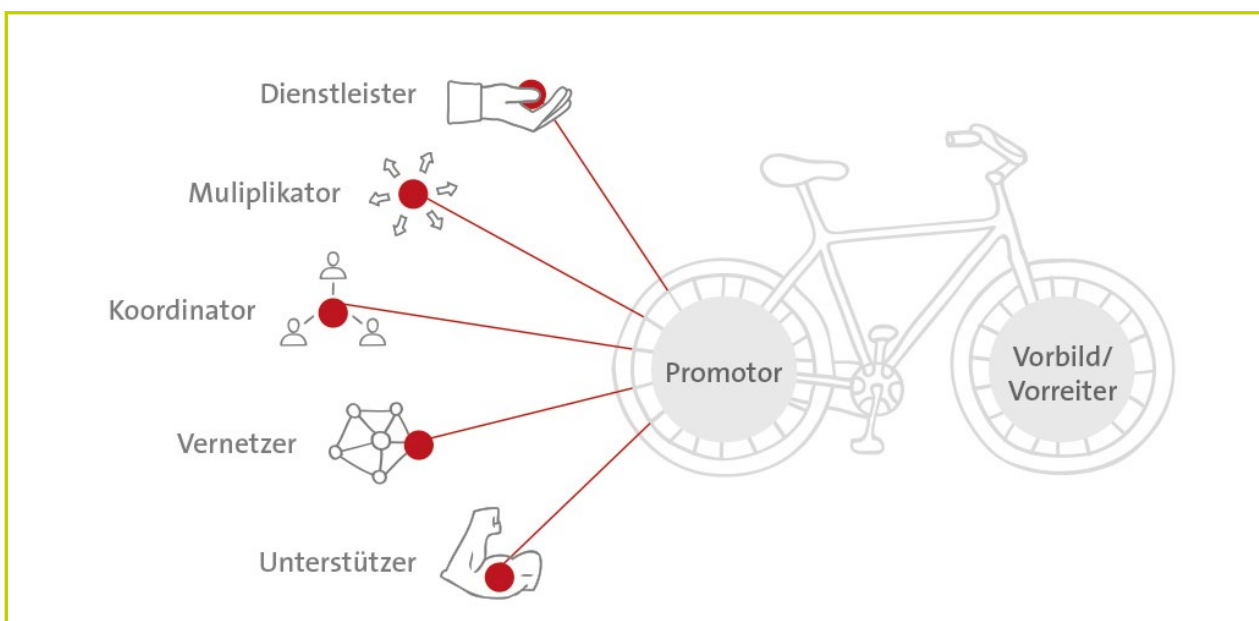 Dienstleister
Muliplikator
Koordinator
Promotor
Vorbild/
Vorreiter
Vernetzer
Unterstützer